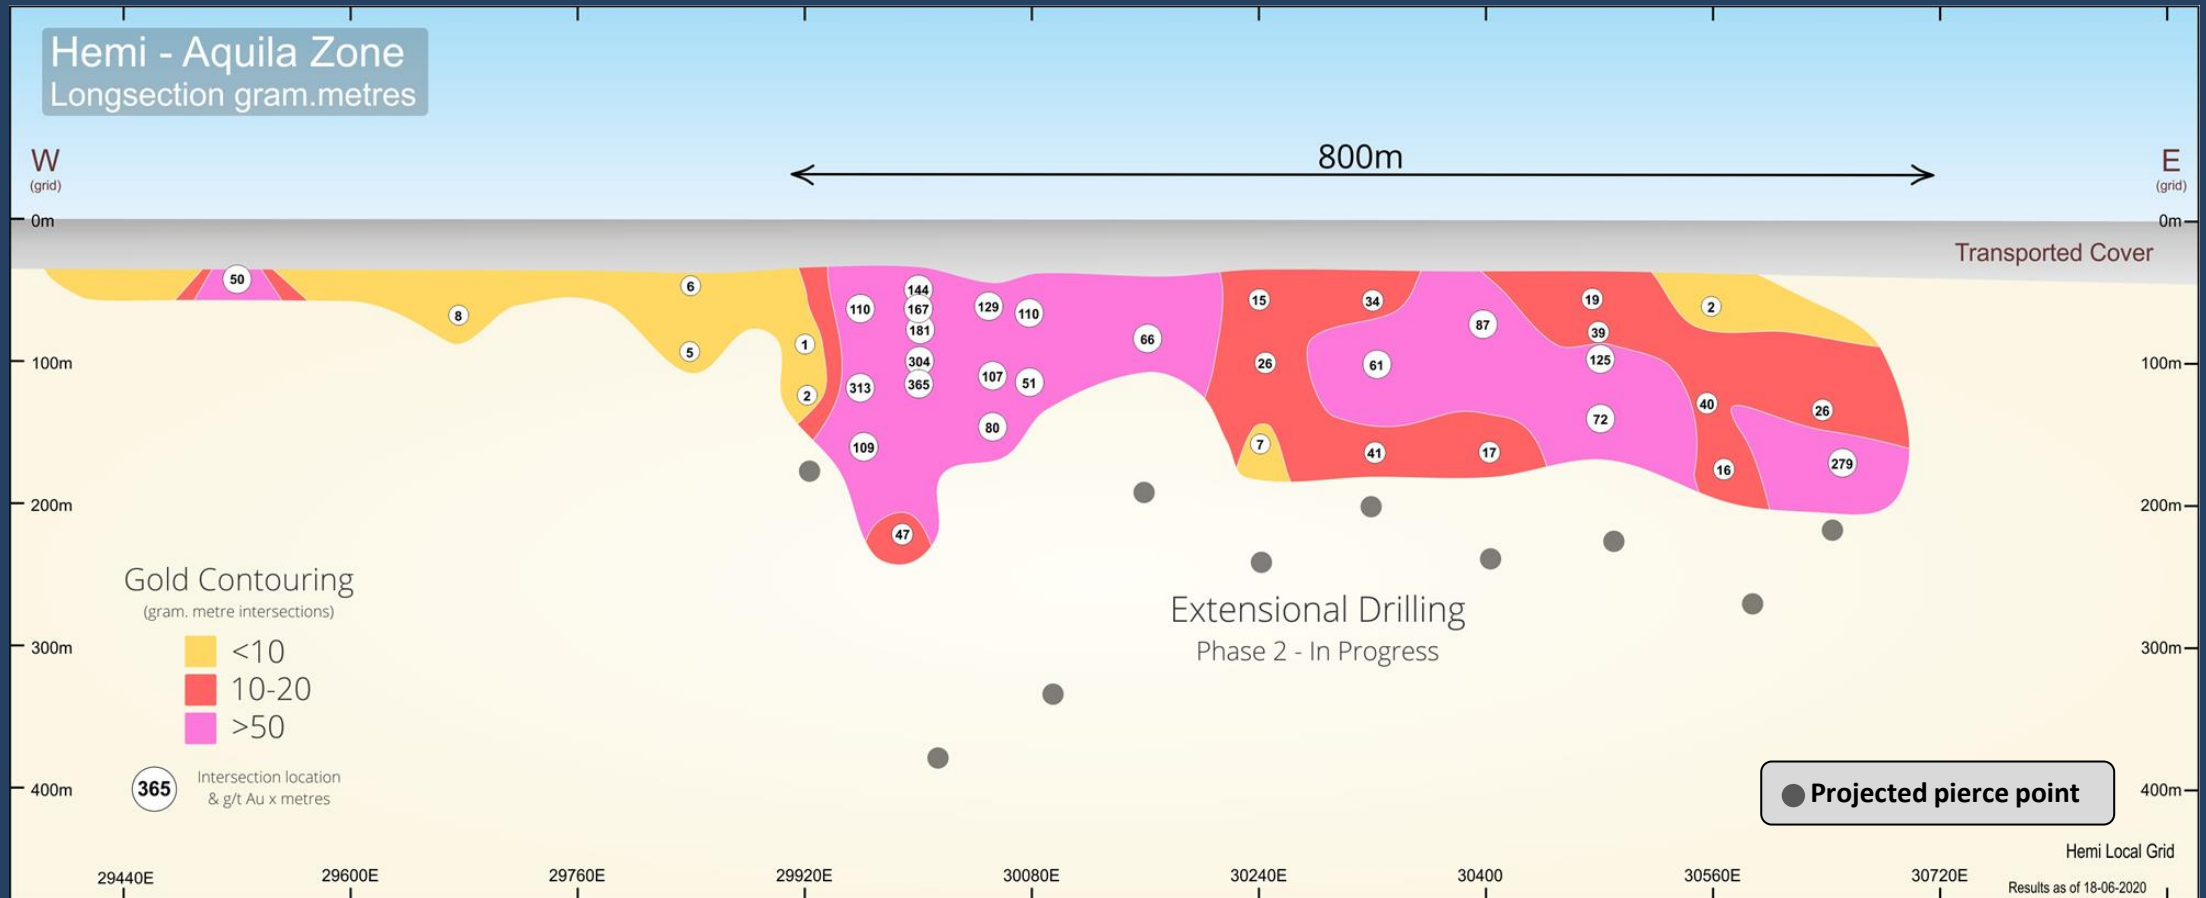 Hemi - Aquila Zone
Longsection gram.metres
800m
W
(grid)
E
(grid)
0m
0m
Transported Cover
50
6
8
5
1
2
110
144
167
181
129
110
304
365
313
107
51
109
80
47
66
15
34
26
61
7
41
17
87
19
39
125
72
2
40
26
16
279
100m
100m
200m
200m
Gold Contouring
(gram. metre intersections)
<10
10-20
>50
365
Intersection location
& g/t Au x metres
Extensional Drilling
Phase 2 - In Progress
300m
300m
400m
400m
Projected pierce point
Hemi Local Grid
29440E
29600E
29760E
29920E
30080E
30240E
30400
30560E
30720E
Results as of 18-06-2020